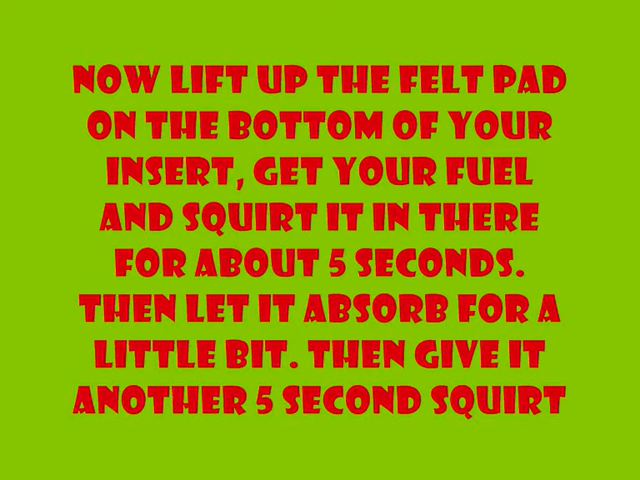 NOW LIFT UP THE FELT PAD
ON THE BOTTOM OF YOUR
INSERT, GET YOUR FUEL
AND SQUIRT IT IN THERE
FOR ABOUT 5 SECONDS.
THEN LET IT ABSORB FOR A
LITTLE BIT. THEN GIVE IT
ANOTHER 5 SECOND SQUIRT